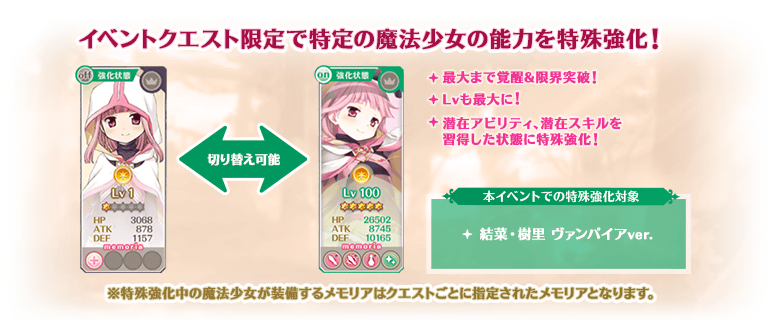 イベントクエスト限定で特定の魔法少女の能力を特殊強化!
off 強化状態
Lv 1
HP 3068
ATK 878
DEF 1157
memoria
切り替え可能
on 強化状態
Lv 100
HP 26502
ATK 8745
DEF 10165
memoria
最大まで覚醒&限界突破!
Lvも最大に!
潜在アビリティ、潜在スキルを
習得した状態に特殊強化!
本イベントでの特殊強化対象
結菜・樹里 ヴァンパイアver.
※特殊強化中の魔法少女が装備するメモリアはクエストごとに指定されたメモリアとなります。